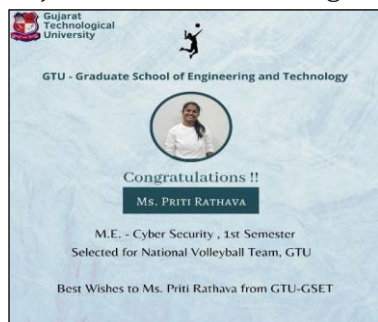 Gujarat
Technological
University
GTU - Graduate School of Engineering and Technology
Congratulations !!
Ms. Priti Rathava
M.E. - Cyber Security , 1st Semester
Selected for National Volleyball Team, GTU
Best Wishes to Ms. Priti Rathava from GTU-GSET